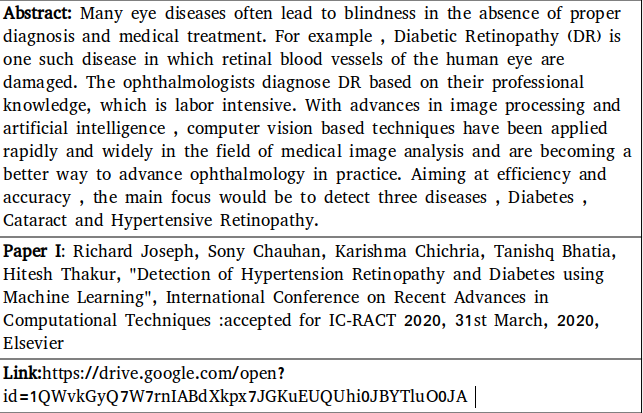 Abstract: Many eye diseases often lead to blindness in the absence of proper
diagnosis and medical treatment. For example , Diabetic Retinopathy (DR) is
one such disease in which retinal blood vessels of the human eye are
damaged. The ophthalmologists diagnose DR based on their professional
knowledge, which is labor intensive. With advances in image processing and
artificial intelligence , computer vision based techniques have been applied
rapidly and widely in the field of medical image analysis and are becoming a
better way to advance ophthalmology in practice. Aiming at efficiency and
accuracy , the main focus would be to detect three diseases , Diabetes ,
Cataract and Hypertensive Retinopathy.
Paper I: Richard Joseph, Sony Chauhan, Karishma Chichria, Tanishq Bhatia,
Hitesh Thakur, "Detection of Hypertension Retinopathy and Diabetes using
Machine Learning", International Conference on Recent Advances in
Computational Techniques :accepted for IC-RACT 2020, 31st March, 2020,
Elsevier
Link:https://drive.google.com/open?
id=1QWvkGyQ7W7rnIABdXkpx7JGKuEUQUhi0JBYTluO0JA